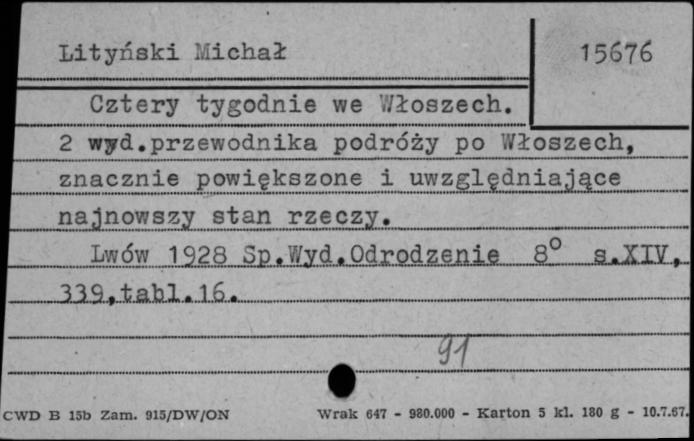 Lityński Michał
15676
Cztery tygodnie we Włoszech.
2 wyd.przewodnika podróży po Włoszech,
znacznie powiększone i uwzględniające
najnowszy stan rzeczy.
Lwów 1928 Sp.Wyd.Odrodzenie 8° s.XIV,
339,tabl.16.
91
CWD B 15b Zam. 915/DW/ON
Wrak 647 - 980.000 - Karton 5 kl. 180 g - 10.7.67.